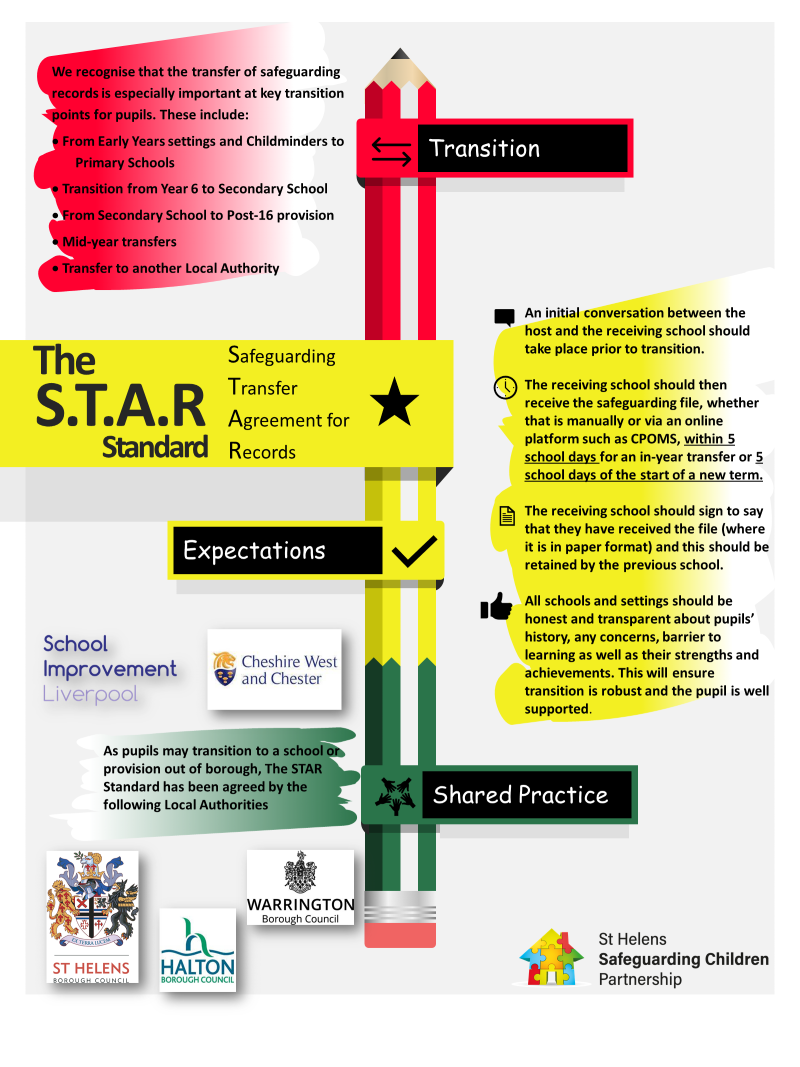 We recognise that the transfer of safeguarding
records is especially important at key transition
points for pupils. These include:
• From Early Years settings and Childminders to
Primary Schools
• Transition from Year 6 to Secondary School
• From Secondary School to Post-16 provision
• Mid-year transfers
• Transfer to another Local Authority
Transition
The
S.T.A.R
Standard
Safeguarding
Transfer
Agreement for
Records
An initial conversation between the
host and the receiving school should
take place prior to transition.
The receiving school should then
receive the safeguarding file, whether
that is manually or via an online
platform such as CPOMS, within 5
school days for an in-year transfer or 5
school days of the start of a new term.
The receiving school should sign to say
that they have received the file (where
it is in paper format) and this should be
retained by the previous school.
All schools and settings should be
honest and transparent about pupils'
history, any concerns, barrier to
learning as well as their strengths and
achievements. This will ensure
transition is robust and the pupil is well
supported.
Expectations
School
Improvement
Liverpool
Cheshire West
and Chester
As pupils may transition to a school or
provision out of borough, The STAR
Standard has been agreed by the
following Local Authorities
Shared Practice
EX TERRA LUCEM
ST HELENS
BOROUGH COUNCIL
HALTON
BOROUGH COUNCIL
WARRINGTON
Borough Council
St Helens
Safeguarding Children
Partnership